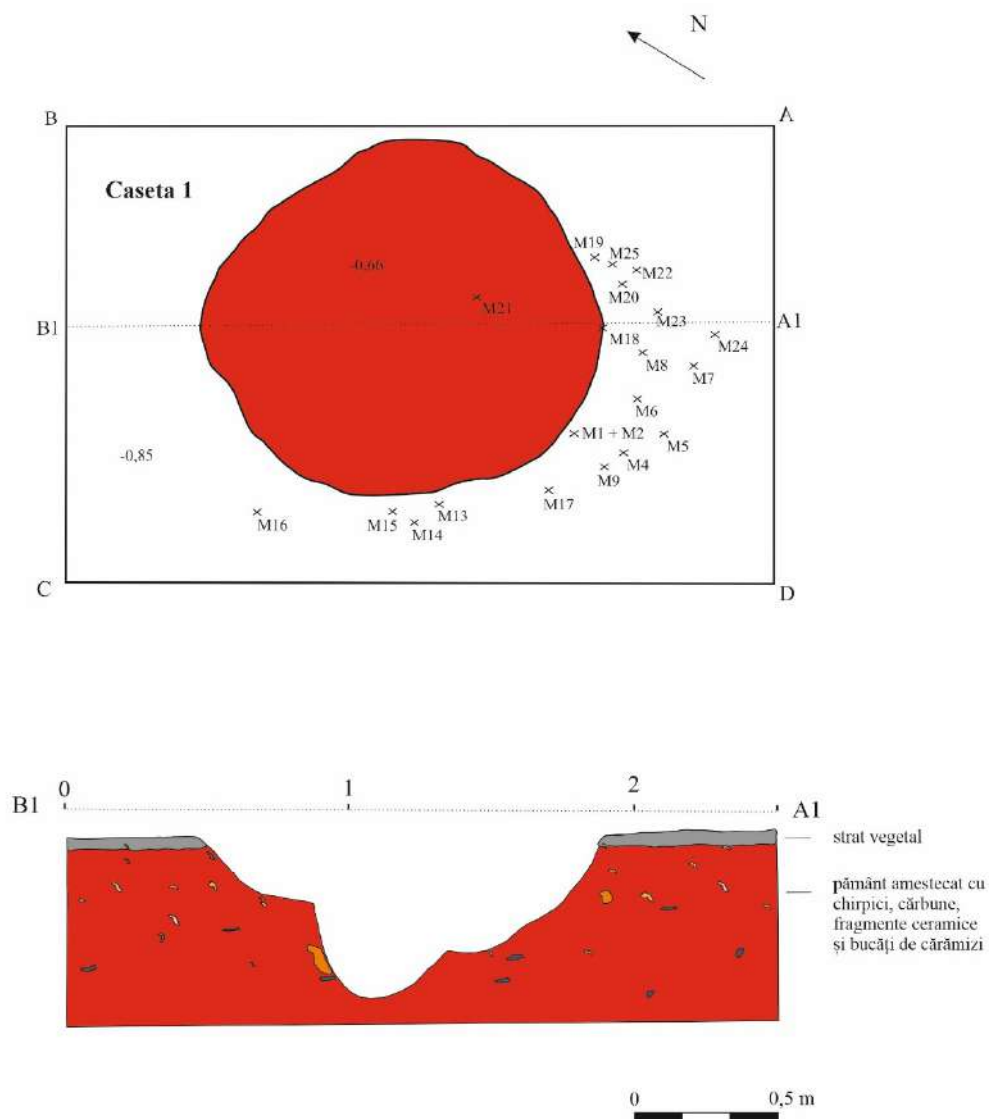 N
B
A
Caseta 1
M19
M25
-0,66
M22
M20
M21
M23
B1
A1
M18
M24
M8
M7
M6
M1 + M2
M5
-0,85
M4
M9
M17
M13
M16
M15
M14
C
D
0
1
2
B1
A1
strat vegetal
pământ amestecat cu
chirpici, cărbune,
fragmente ceramice
și bucăți de cărămizi
0
0,5 m